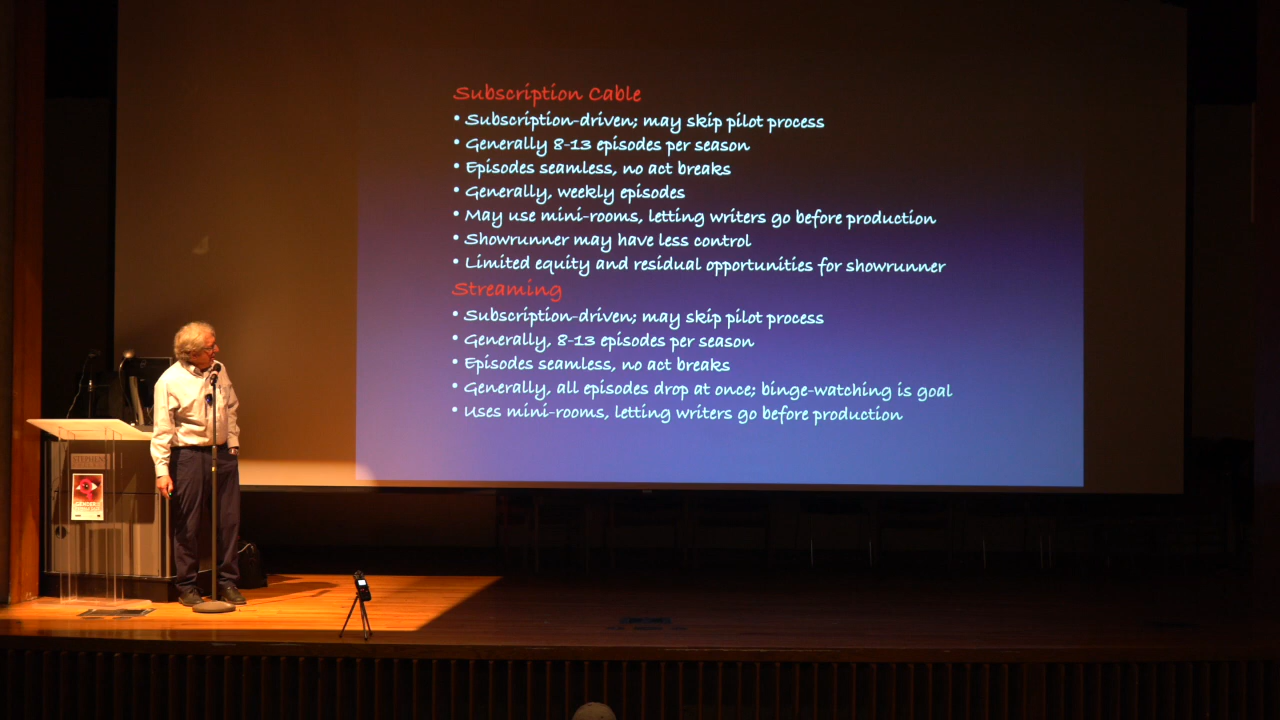 Subscription Cable
• Subscription-driven; may skip pilot process
• Generally 8-13 episodes per season
• Episodes seamless, no act breaks
• Generally, weekly episodes
• May use mini-rooms, letting writers go before production
• Showrunner may have less control
• Limited equity and residual opportunities for showrunner
Streaming
• Subscription-driven; may skip pilot process
• Generally, 8-13 episodes per season
• Episodes seamless, no act breaks
• Generally, all episodes drop at once; binge-watching is goal
• Uses mini-rooms, letting writers go before production
STEPHENS